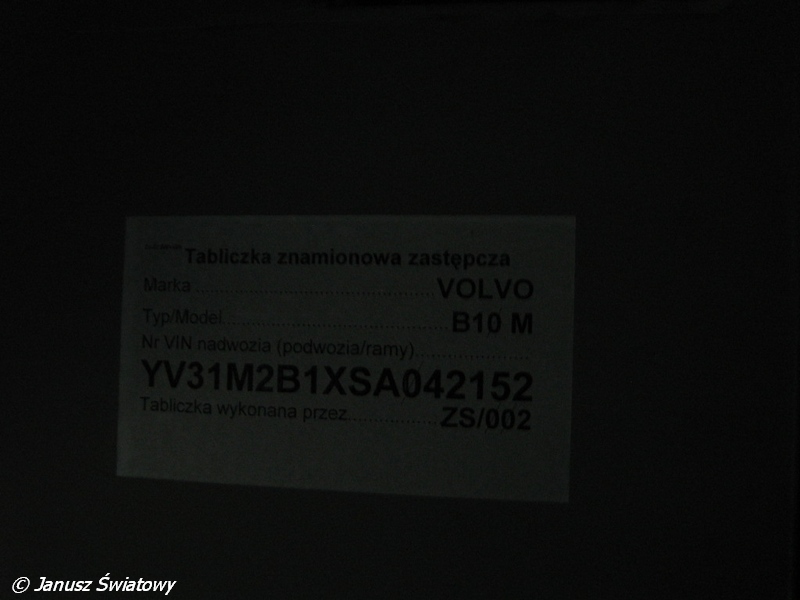 Tabliczka znamionowa zastępcza
Marka....................................VOLVO
Typ/Model....................................B10 M
Nr VIN nadwozia (podwozia/ramy)....................
YV31M2B1XSA042152
Tabliczka wykonana przez................ZS/002
© Janusz Światowy